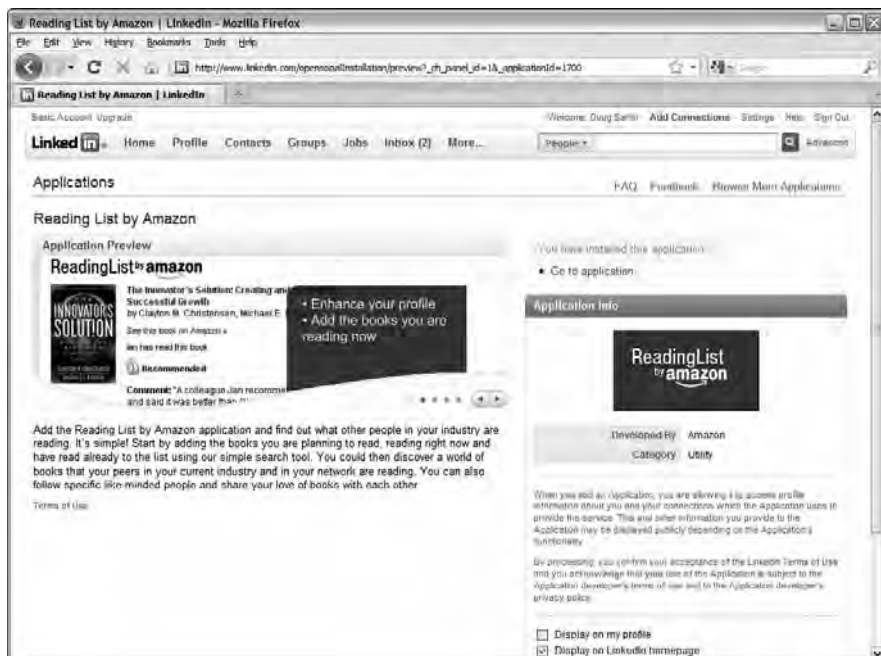 Reading List by Amazon | LinkedIn - Mozilla Firefox
File Edit View History Bookmarks Tools Help
http://www.linkedin.com/opensocialInstallation/preview?_ch_panel_id=1&_applicationId=1700
Reading List by Amazon | LinkedIn
Basic Account: Upgrade
Welcome, Doug Add Connections Settings Help Sign Out
Linked in Home Profile Contacts Groups Jobs Inbox (2) More...
People Advanced
Applications
FAQ Feedback Browse More Applications
Reading List by Amazon
Application Preview
ReadingList by amazon
INNOVATOR'S
SOLUTION
The Innovator's Solution: Creating and
Successful Growth
by Clayton M. Christensen, Michael E.
See this book on Amazon »
Ian has read this book
Recommended
Comment: "A colleague Jan recomme
and said it was better than
• Enhance your profile
• Add the books you are
reading now
Add the Reading List by Amazon application and find out what other people in your industry are
reading. It's simple! Start by adding the books you are planning to read, reading right now and
have read already to the list using our simple search tool. You could then discover a world of
books that your peers in your current industry and in your network are reading. You can also
follow specific like-minded people and share your love of books with each other
Terms of Use
You have installed this application
• Go to application
Application Info
ReadingList
by amazon
Developed By Amazon
Category Utility
When you add an Application, you are allowing it to access profile
information about you and your connections which the Application uses to
provide the service. This and other information you provide to the
Application may be displayed publicly depending on the Application's
functionality.
By proceeding, you confirm your acceptance of the LinkedIn Terms of Use
and you acknowledge that your use of the Application is subject to the
Application developer's terms of use and to the Application developer's
privacy policy.
Display on my profile
Display on LinkedIn homepage